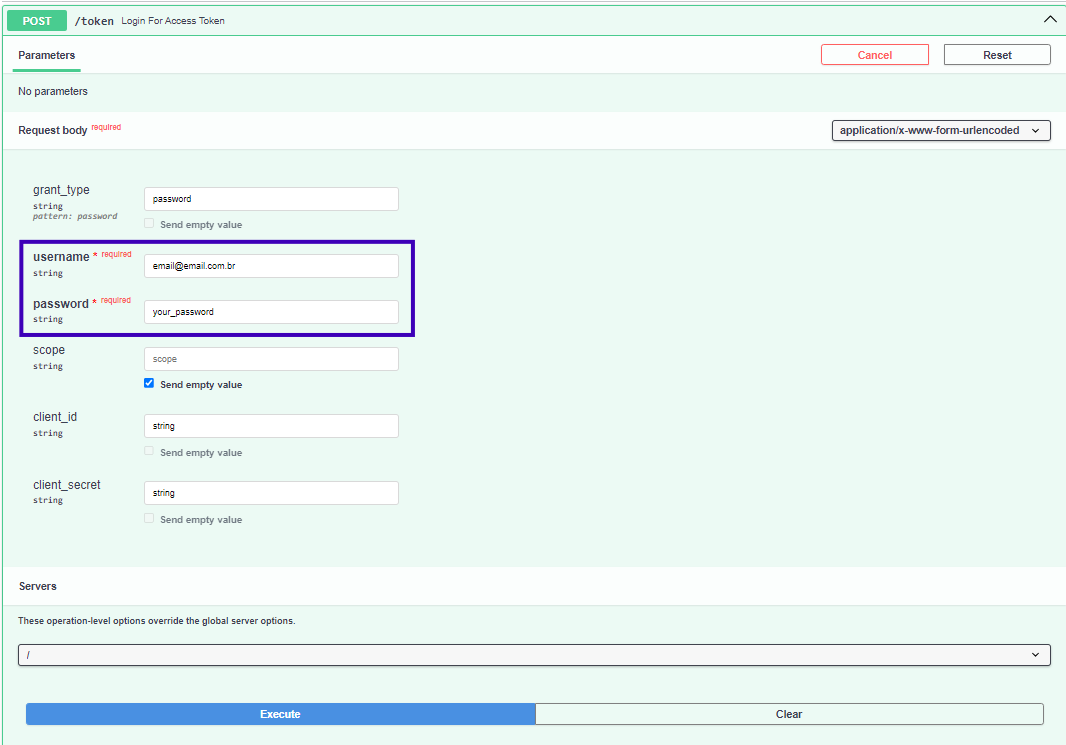 POST /token Login For Access Token
Parameters Cancel Reset
No parameters
Request body required application/x-www-form-urlencoded
grant_type
string
pattern: password
password
Send empty value
username * required
string
email@email.com.br
password * required
string
your_password
scope
string
scope
Send empty value
client_id
string
string
Send empty value
client_secret
string
string
Send empty value
Servers
These operation-level options override the global server options.
/
Execute Clear